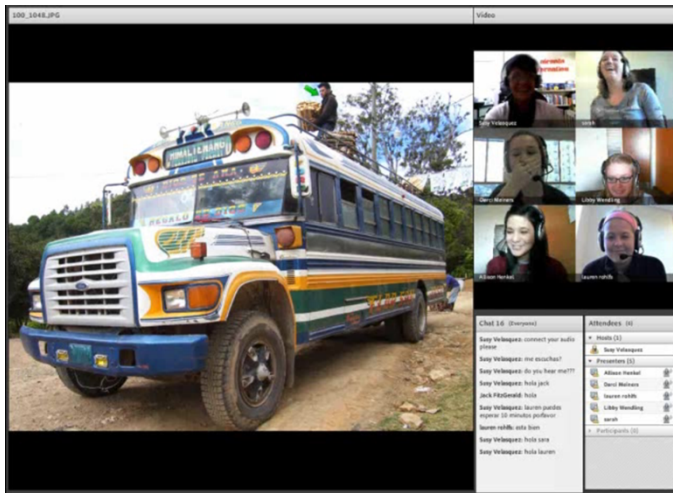 100_1048.JPG
Video
Suzy Velasquez
sarah
Darci Meiners
Libby Wendling
Allison Henkel
lauren rohlfs
Chat 16 (Everyone)
Suzy Velasquez: connect your audio
please
Suzy Velasquez: me escuchas?
Suzy Velasquez: do you hear me???
Suzy Velasquez: hola jack
Jack FitzGerald: hola
Suzy Velasquez: lauren puedes
esperar 10 minutos porfavor
lauren rohlfs: esta bien
Suzy Velasquez: hola sara
Suzy Velasquez: hola lauren
Attendees
Hosts (1)
Suzy Velasquez
Presenters (5)
Allison Henkel
Darci Meiners
lauren rohlfs
Libby Wendling
sarah
Participants (0)
Ford